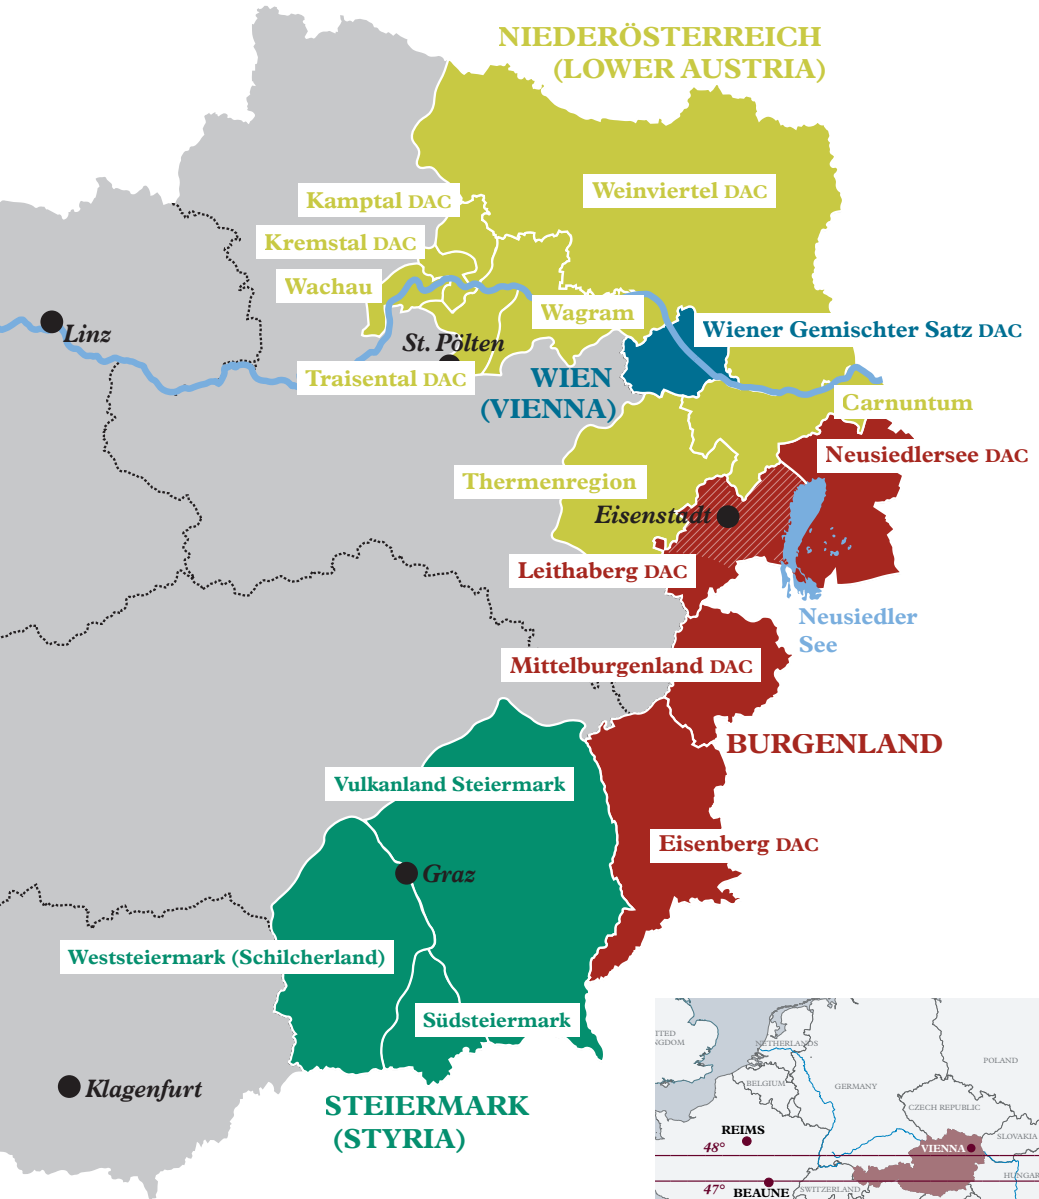 NIEDERÖSTERREICH
(LOWER AUSTRIA)
Weinviertel DAC
Kamptal DAC
Kremstal DAC
Wachau
Wagram
Linz
St. Pölten
Wiener Gemischter Satz DAC
Traisental DAC
WIEN
(VIENNA)
Carnuntum
Neusiedlersee DAC
Thermenregion
Eisenstadt
Leithaberg DAC
Neusiedler
See
Mittelburgenland DAC
BURGENLAND
Vulkanland Steiermark
Eisenberg DAC
Graz
Weststeiermark (Schilcherland)
Südsteiermark
Klagenfurt
STEIERMARK
(STYRIA)
ITED
NGDOM
NETHERLANDS
POLAND
BELGIUM
GERMANY
CZECH REPUBLIC
REIMS
SLOVAKIA
48°
VIENNA
HUNGAR
47°
BEAUNE
SWITZERLAND